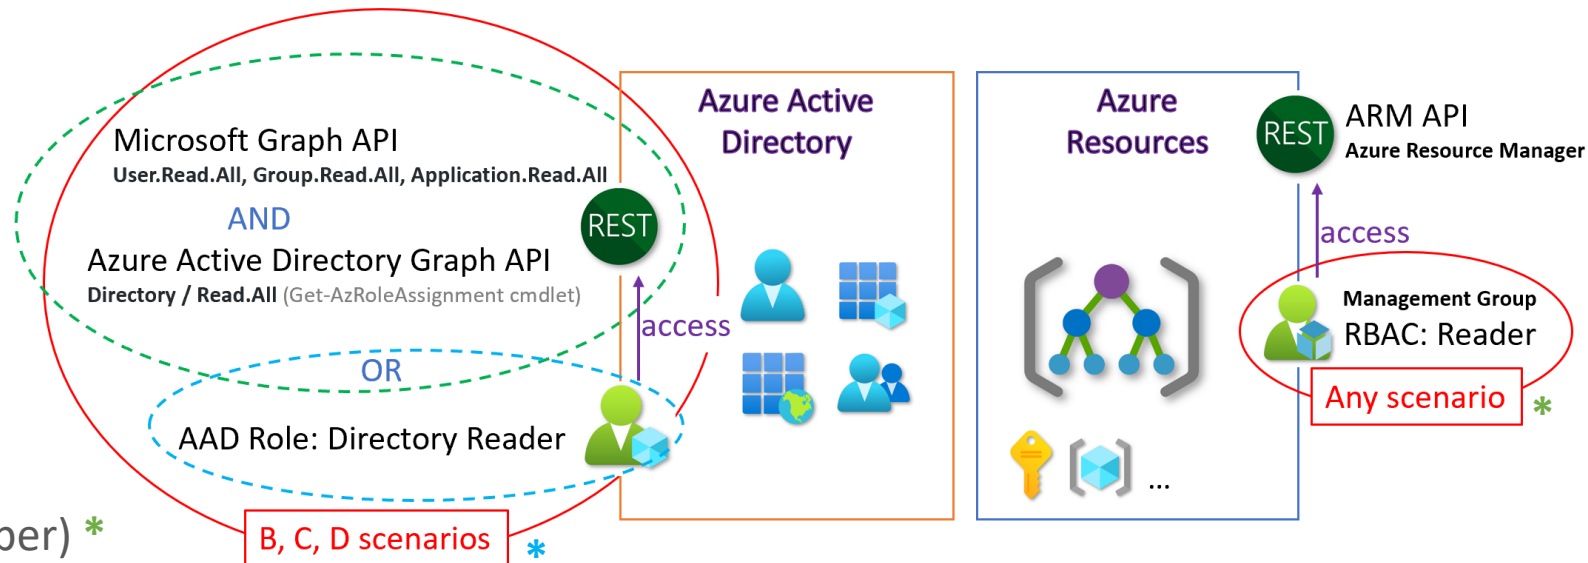 Microsoft Graph API
User.Read.All, Group.Read.All, Application.Read.All
AND
Azure Active Directory Graph API
Directory / Read.All (Get-AzRoleAssignment cmdlet)
REST
access
OR
AAD Role: Directory Reader
B, C, D scenarios
*
per) *
Azure Active
Directory
Azure
Resources
...
REST
ARM API
Azure Resource Manager
access
Management Group
RBAC: Reader
Any scenario
*